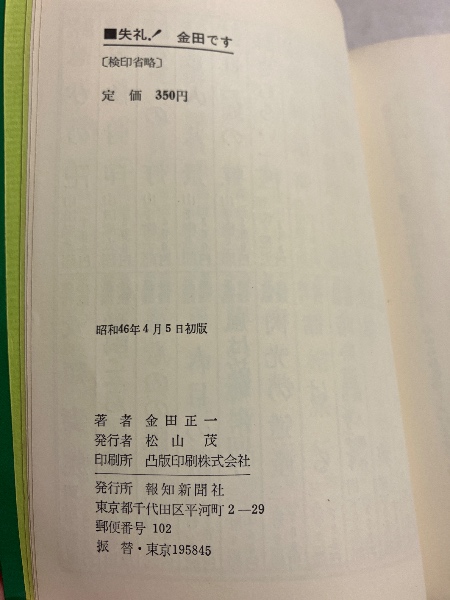 ■失礼!　金田です
〔検印省略〕
定　価　350円
昭和46年4月5日初版
著　者　金田正一
発行者　松山　茂
印刷所　凸版印刷株式会社
発行所　報知新聞社
東京都千代田区平河町2－29
郵便番号　102
振　替・東京195845